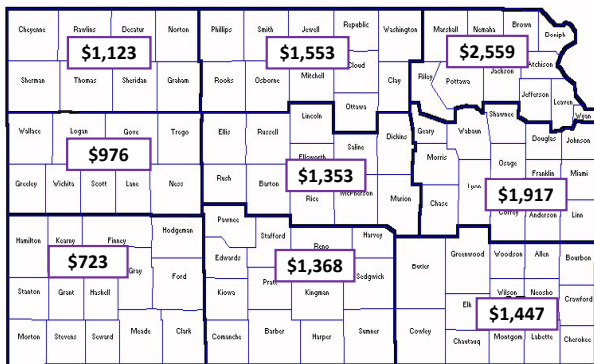 Cheyenne Rawlins Decatur Norton Phillips Smith Jewell Republic Washington Marshall Nemaha Brown Doniph
$1,123 $1,553 $2,559
Cloud Atchison
Sherman Thomas Sheridan Graham Rooks Osborne Mitchell Clay Riley Pottawa Jackson
Ottawa Jefferson Leaven
Lincoln Shawnee Wyan
Wallace Logan Gove Trego Ellis Russell Saline Dickins Geary Wabaun Douglas Johnson
$976 Ellsworth Morris Osage
$1,353 Franklin Miami
Greeley Wichita Scott Lane Ness Rush Barton Rice McPherson Marion Chase Lynn $1,917
Coffey Anderson Linn
Hamilton Kearny Finney Hodgeman Pawnee Stafford Reno Harvey
$723 $1,368
Gray Ford Edwards Pratt Sedgwick Butler Greenwood Woodson Allen Bourbon
Stanton Grant Haskell Kiowa Kingman Elk Wilson Neosho Crawford
$1,447
Morton Stevens Seward Meade Clark Comanche Barber Harper Sumner Cowley Chautauq Montgom Labette Cherokee